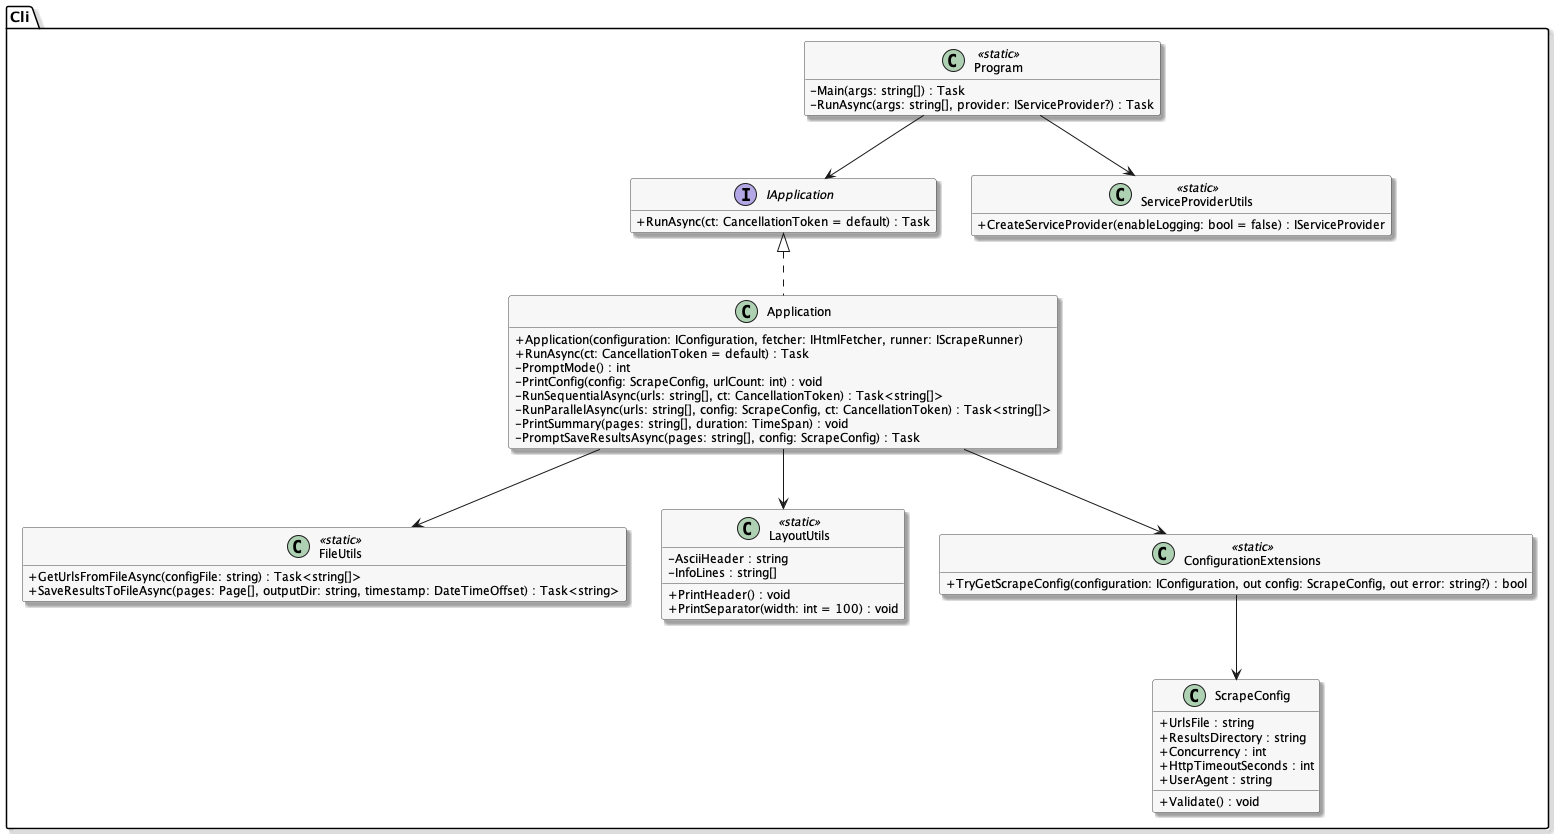 Cli
C
«static»
Program
-Main(args: string[]) : Task
-RunAsync(args: string[], provider: IServiceProvider?) : Task
I
IApplication
+RunAsync(ct: CancellationToken = default) : Task
C
«static»
ServiceProviderUtils
+CreateServiceProvider(enableLogging: bool = false) : IServiceProvider
C
Application
+Application(configuration: IConfiguration, fetcher: IHtmlFetcher, runner: IScrapeRunner)
+RunAsync(ct: CancellationToken = default) : Task
-PromptMode() : int
-PrintConfig(config: ScrapeConfig, urlCount: int) : void
-RunSequentialAsync(urls: string[], ct: CancellationToken) : Task<string[]>
-RunParallelAsync(urls: string[], config: ScrapeConfig, ct: CancellationToken) : Task<string[]>
-PrintSummary(pages: string[], duration: TimeSpan) : void
-PromptSaveResultsAsync(pages: string[], config: ScrapeConfig) : Task
C
«static»
FileUtils
+GetUrlsFromFileAsync(configFile: string) : Task<string[]>
+SaveResultsToFileAsync(pages: Page[], outputDir: string, timestamp: DateTimeOffset) : Task<string>
C
«static»
LayoutUtils
-AsciiHeader : string
-InfoLines : string[]
+PrintHeader() : void
+PrintSeparator(width: int = 100) : void
C
«static»
ConfigurationExtensions
+TryGetScrapeConfig(configuration: IConfiguration, out config: ScrapeConfig, out error: string?) : bool
C
ScrapeConfig
+UrlsFile : string
+ResultsDirectory : string
+Concurrency : int
+HttpTimeoutSeconds : int
+UserAgent : string
+Validate() : void